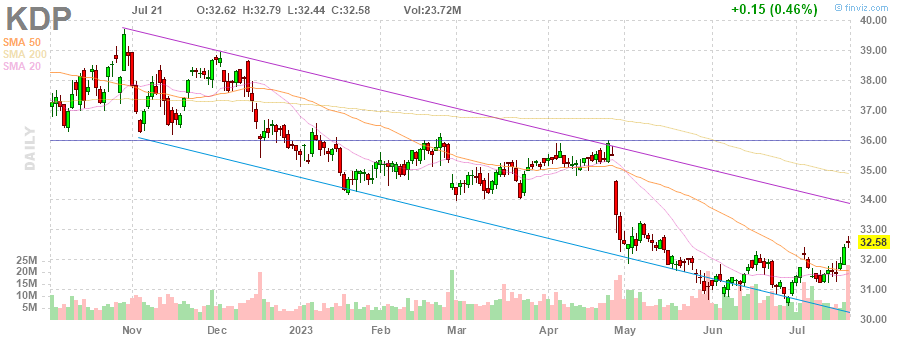 KDP
Jul 21 O:32.62 H:32.79 L:32.44 C:32.58 Vol:23.72M +0.15 (0.46%)
© finviz.com
SMA 50
SMA 200
SMA 20
DAILY
40.00
39.00
38.00
37.00
36.00
35.00
34.00
33.00
32.58
32.00
31.00
30.00
25M
20M
15M
10M
5M
Nov Dec 2023 Feb Mar Apr May Jun Jul